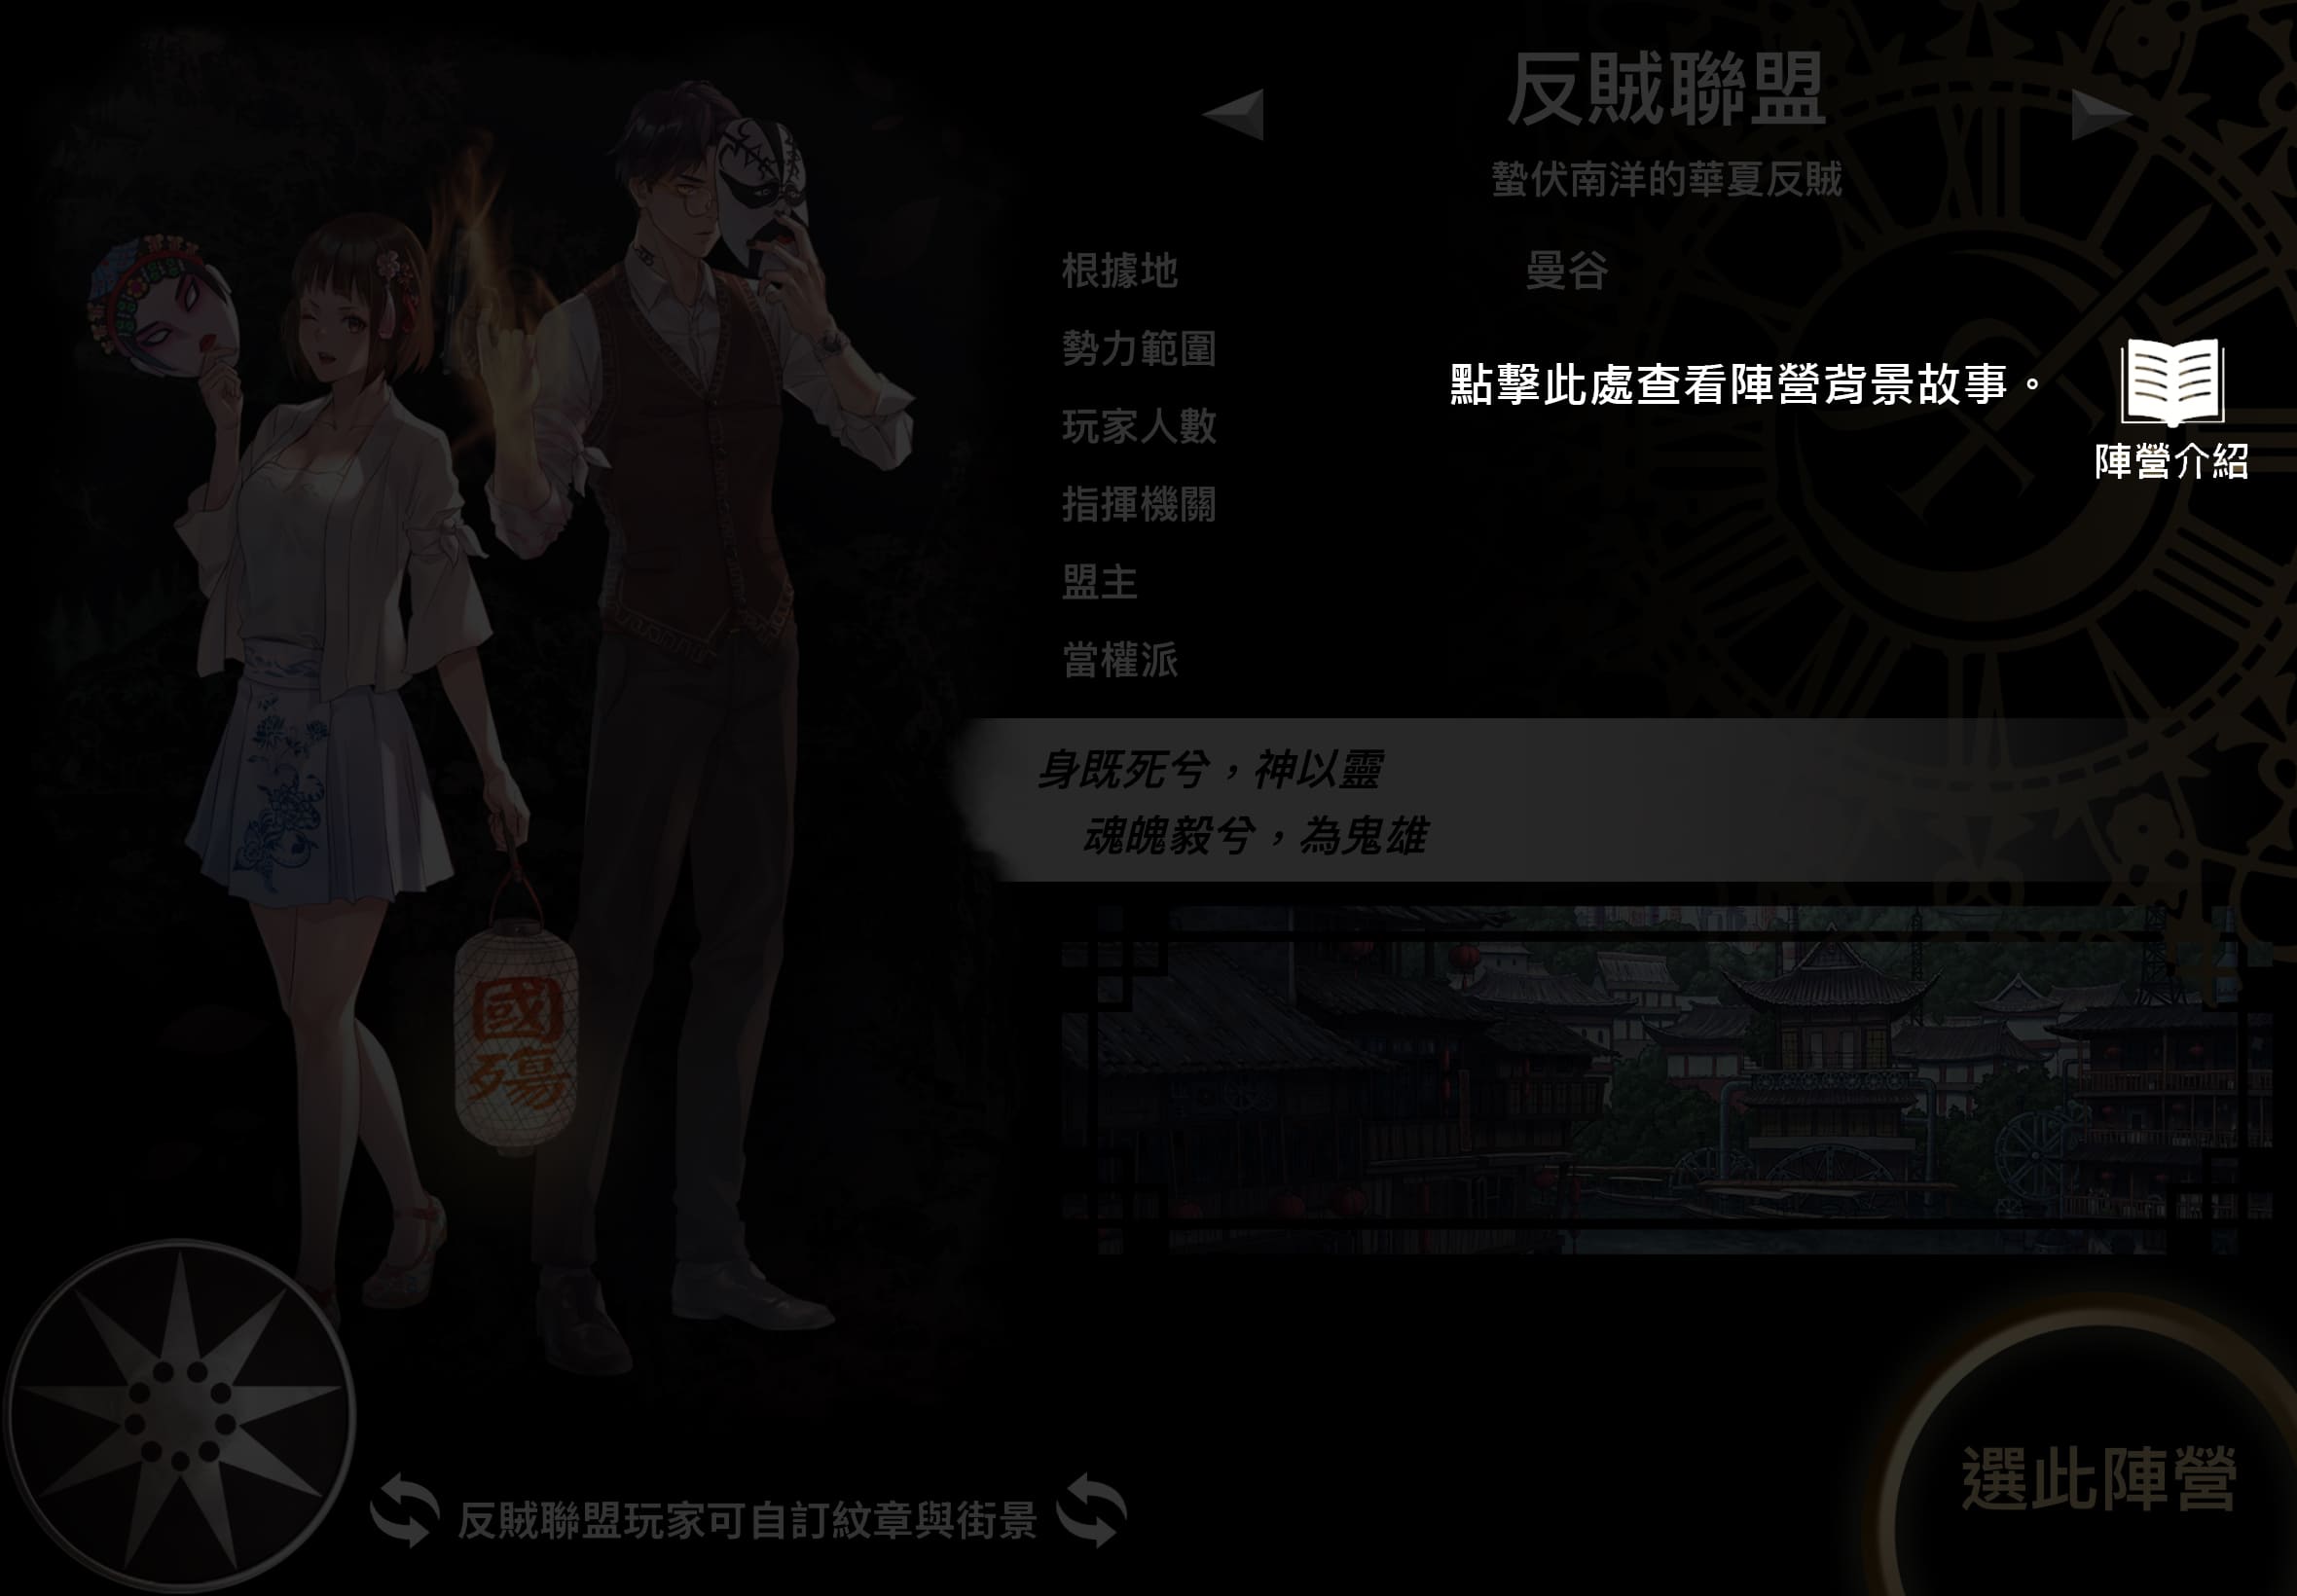 反賊聯盟
蟄伏南洋的華夏反賊
根據地
曼谷
勢力範圍
點擊此處查看陣營背景故事。
陣營介紹
玩家人數
指揮機關
盟主
當權派
身既死兮，神以靈
魂魄毅兮，為鬼雄
國
殤
選此陣營
反賊聯盟玩家可自訂紋章與街景